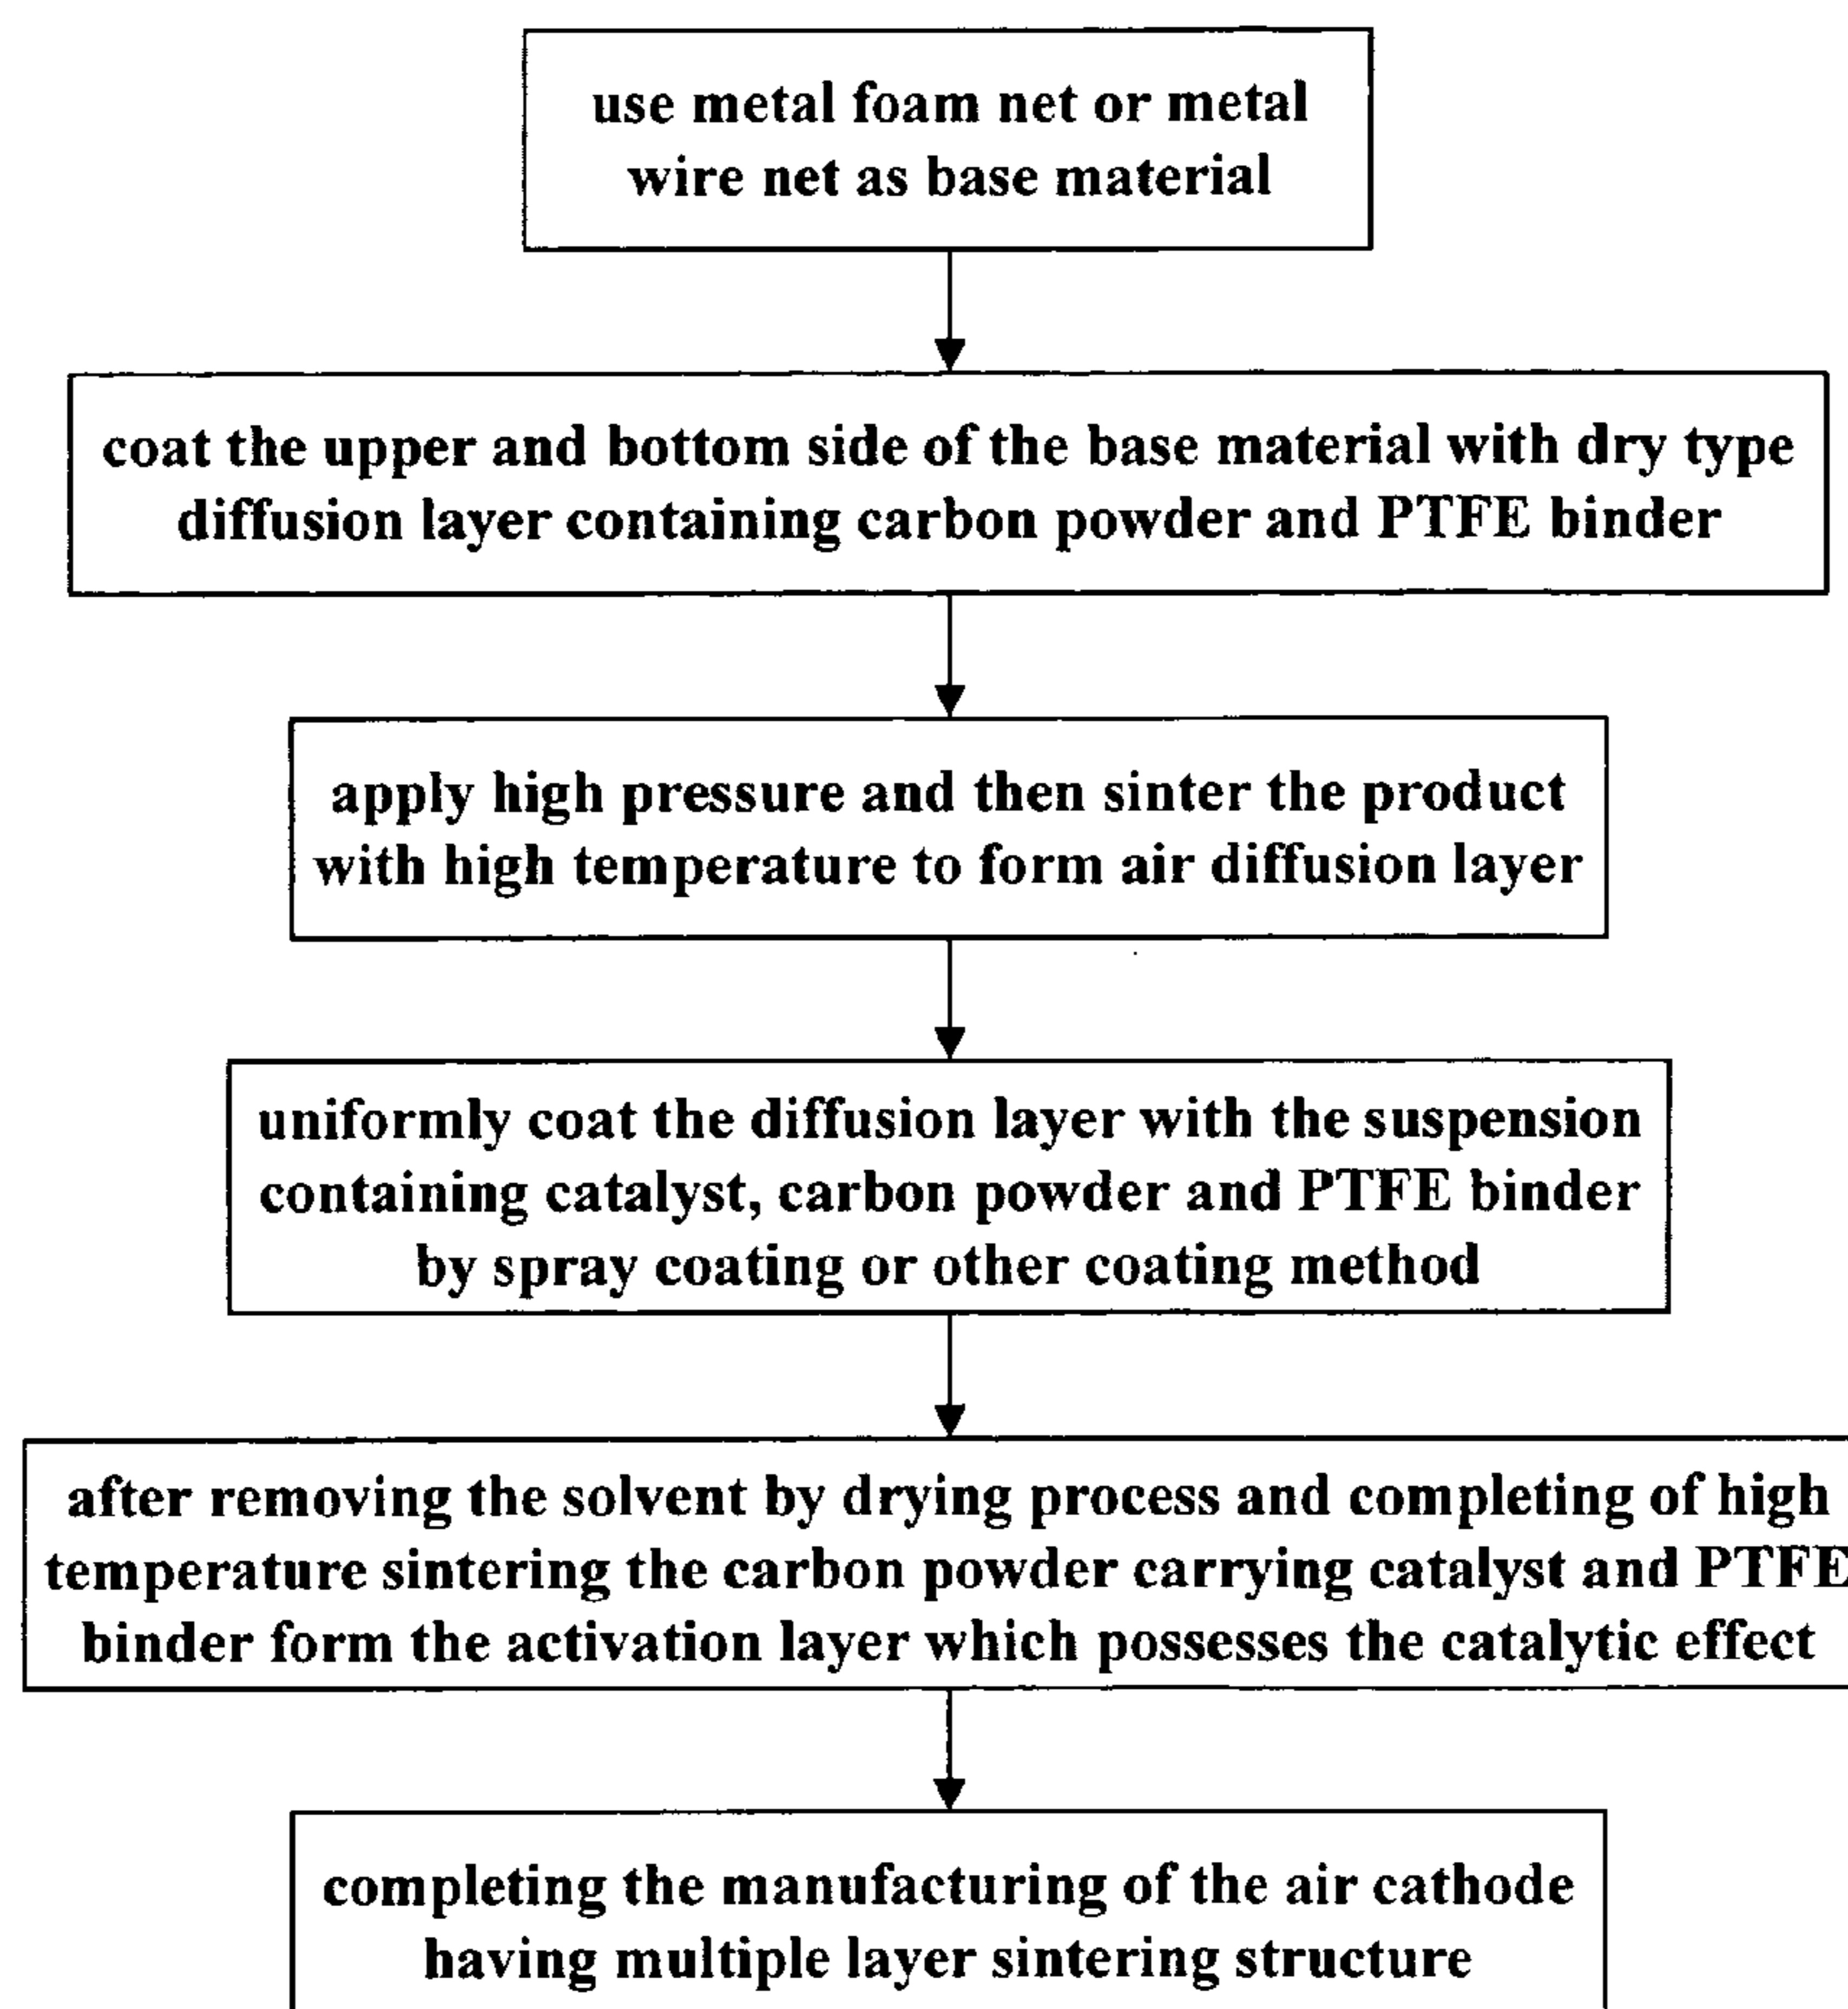 use metal foam net or metal
wire net as base material
coat the upper and bottom side of the base material with dry type
diffusion layer containing carbon powder and PTFE binder
apply high pressure and then sinter the product
with high temperature to form air diffusion layer
uniformly coat the diffusion layer with the suspension
containing catalyst, carbon powder and PTFE binder
by spray coating or other coating method
after removing the solvent by drying process and completing of high
temperature sintering the carbon powder carrying catalyst and PTFE
binder form the activation layer which possesses the catalytic effect
completing the manufacturing of the air cathode
having multiple layer sintering structure